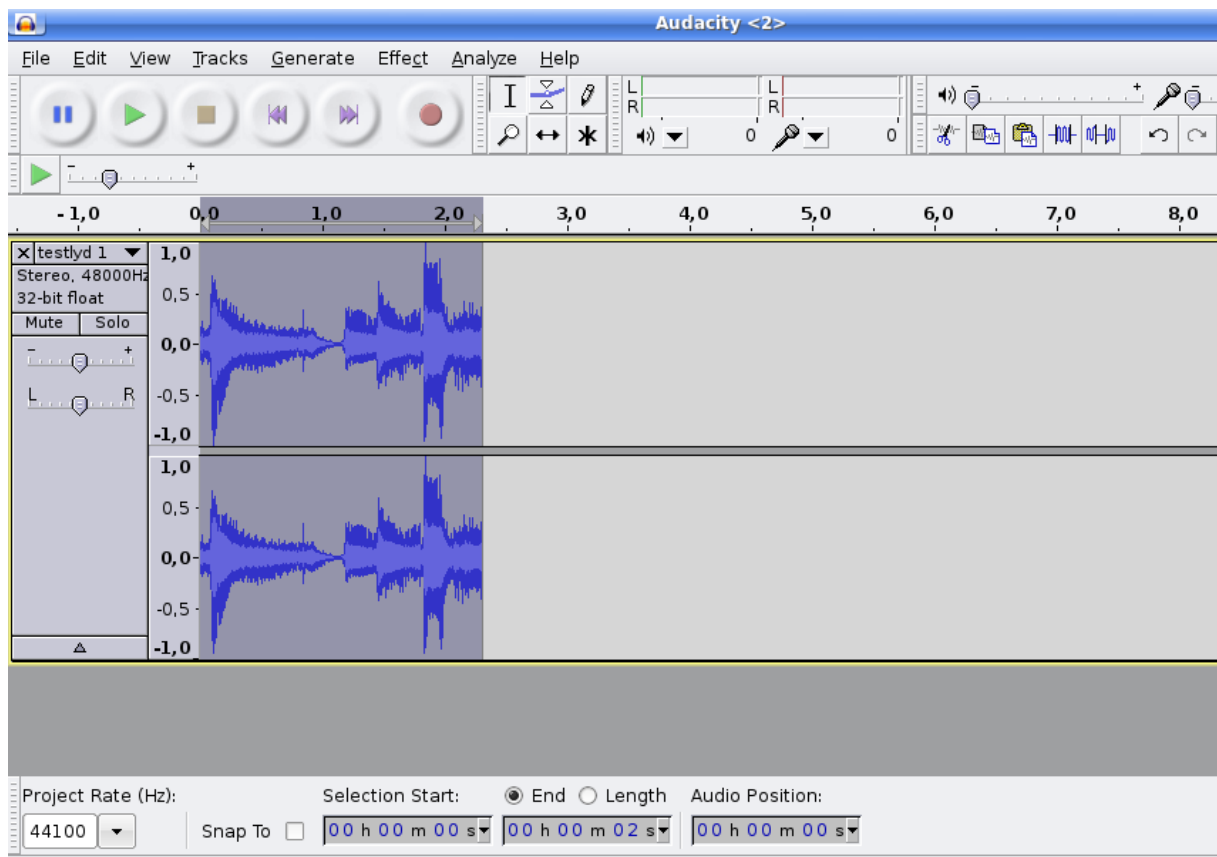 Audacity <2>
File Edit View Tracks Generate Effect Analyze Help
L
R
L
R
0
0
- +
- +
- 1,0 0,0 1,0 2,0 3,0 4,0 5,0 6,0 7,0 8,0
testlyd 1
Stereo, 48000Hz
32-bit float
Mute Solo
- +
L R
1,0
0,5
0,0
-0,5
-1,0
1,0
0,5
0,0
-0,5
-1,0
Project Rate (Hz): Selection Start: End Length Audio Position:
44100 Snap To 00 h 00 m 00 s 00 h 00 m 02 s 00 h 00 m 00 s